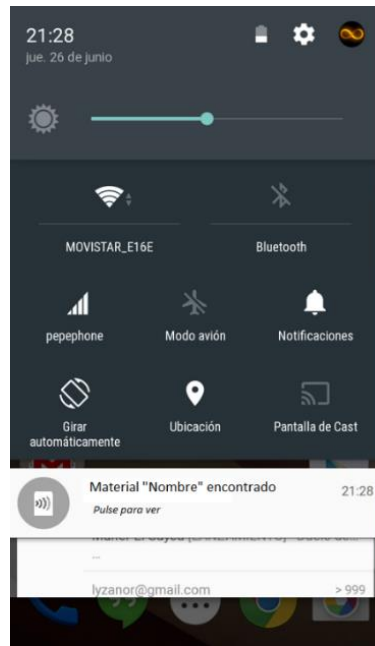 21:28
jue. 26 de junio
MOVISTAR_E16E
Bluetooth
pepephone
Modo avión
Notificaciones
Girar
automáticamente
Ubicación
Pantalla de Cast
Material "Nombre" encontrado
21:28
Pulse para ver
...
lyzanor@gmail.com
> 999